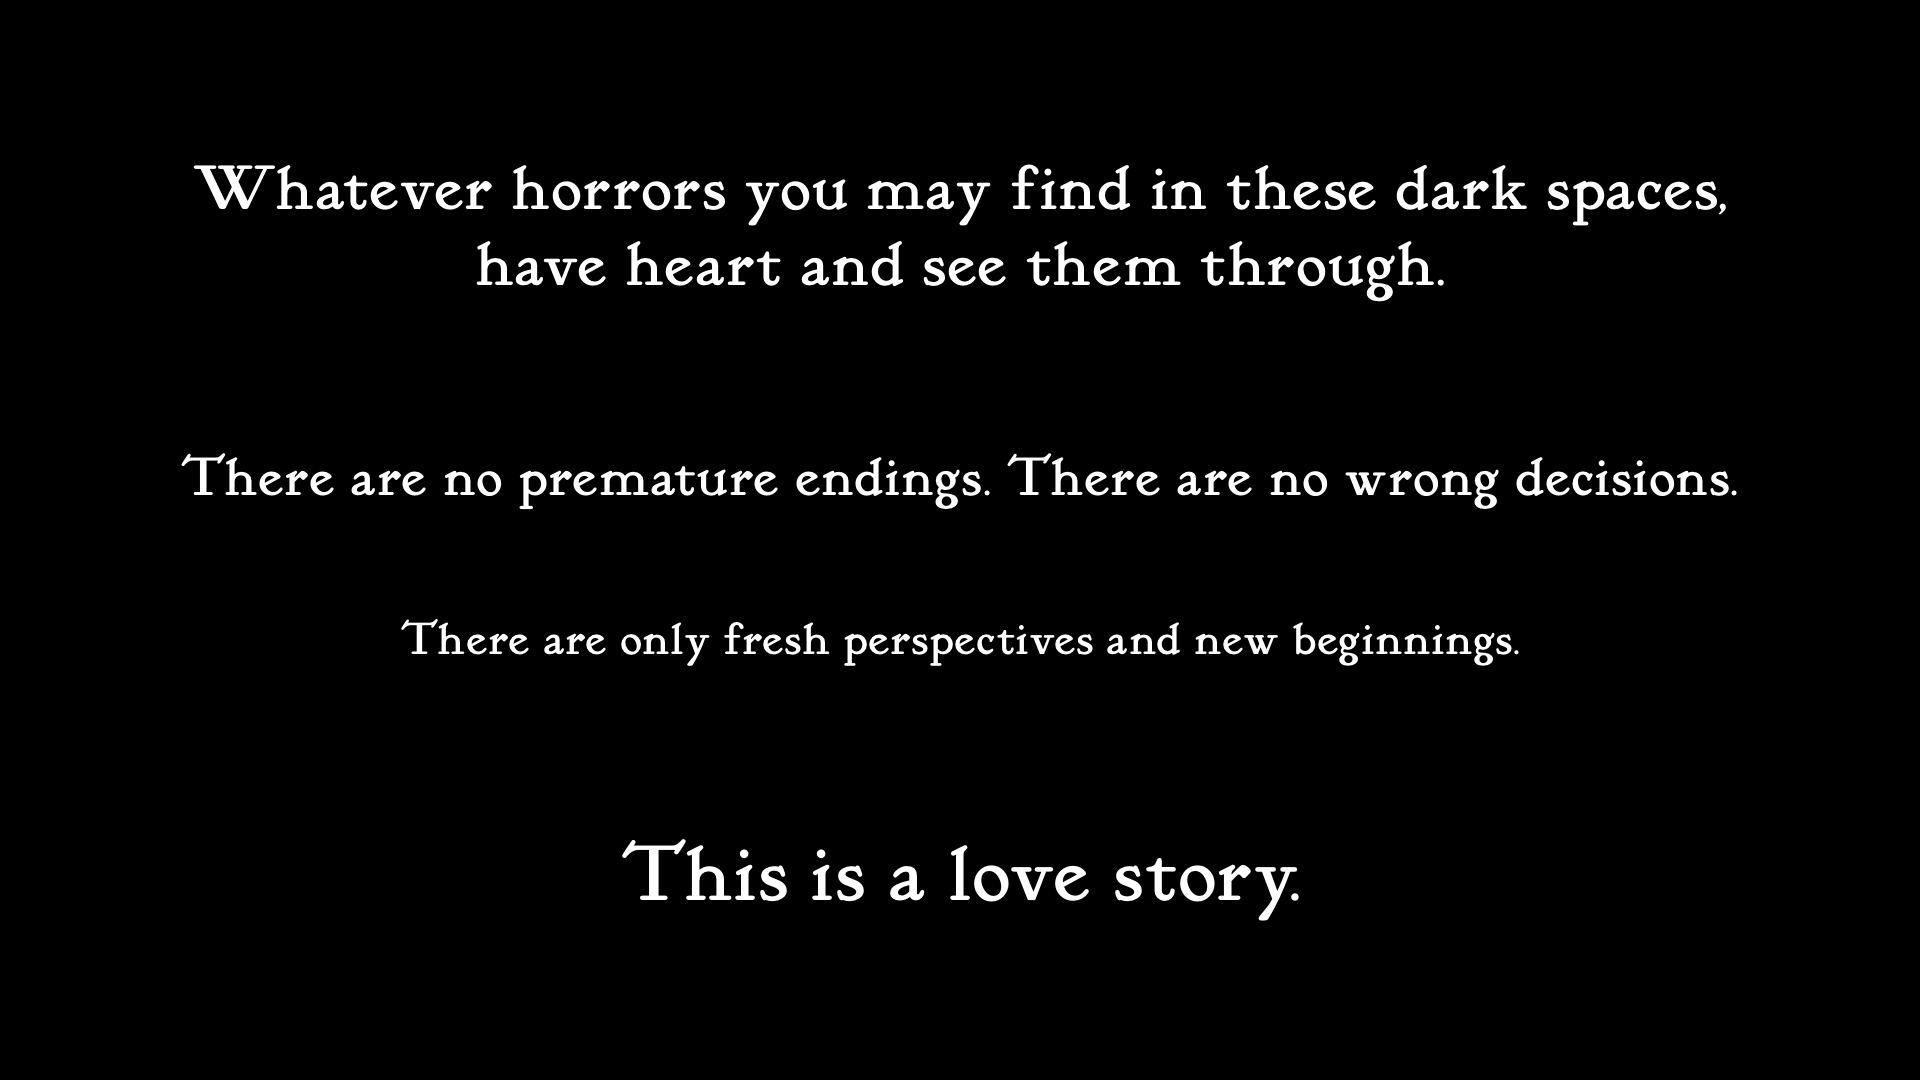 Whatever horrors you may find in these dark spaces,
have heart and see them through.
There are no premature endings. There are no wrong decisions.
There are only fresh perspectives and new beginnings.
This is a love story.